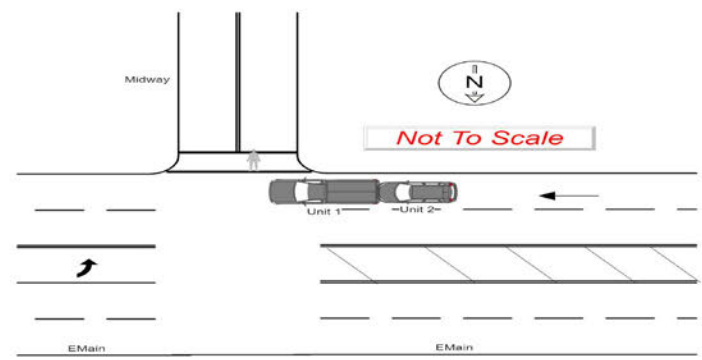 Midway
N
Not To Scale
Unit 1
Unit 2
EMain
EMain